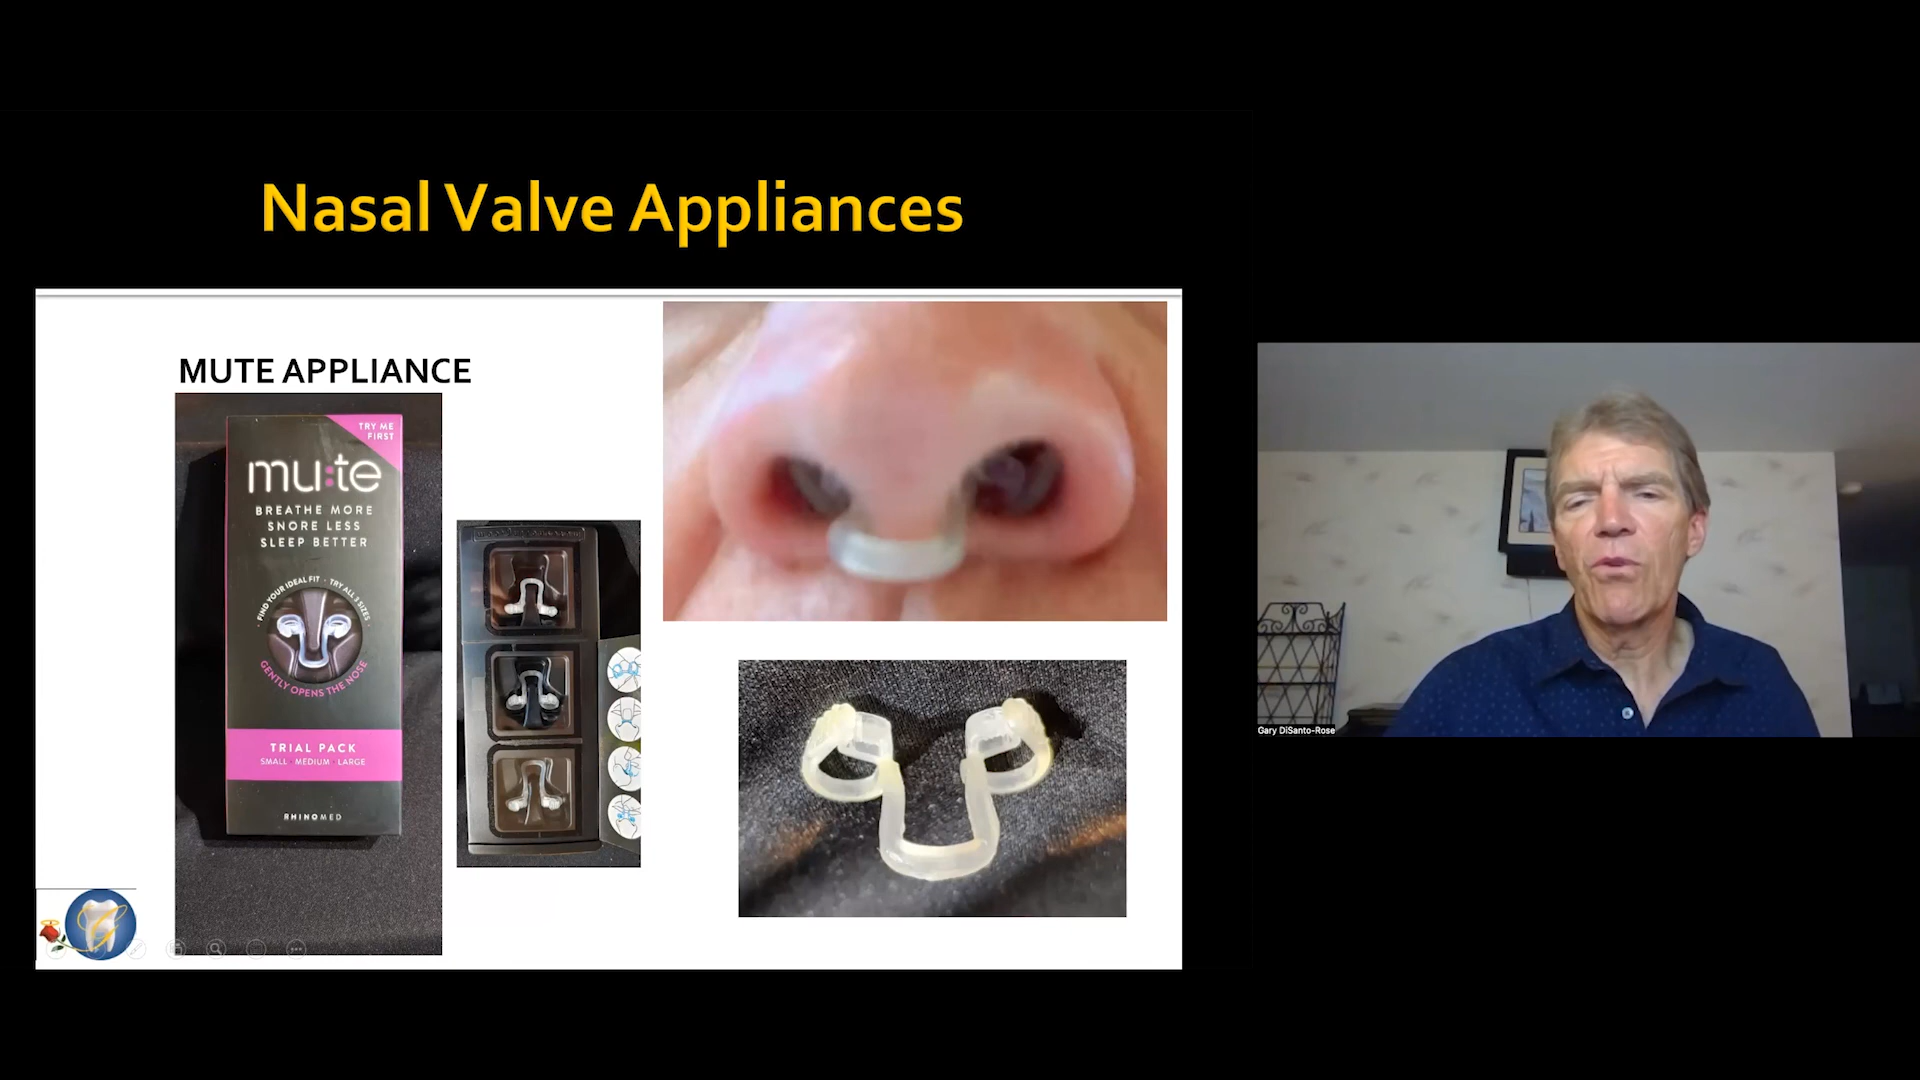 Nasal Valve Appliances
MUTE APPLIANCE
TRY ME
FIRST
mu:te
BREATHE MORE
SNORE LESS
SLEEP BETTER
FIND YOUR IDEAL FIT · TRY ALL 3 SIZES
GENTLY OPENS THE NOSE
TRIAL PACK
SMALL MEDIUM LARGE
RHINOMED
Gary DiSanto-Rose